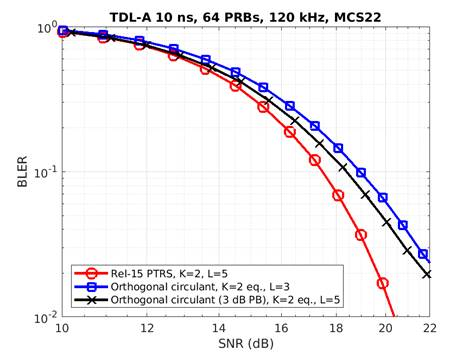 TDL-A 10 ns, 64 PRBs, 120 kHz, MCS22
10^0
10^-1
10^-2
BLER
Rel-15 PTRS, K=2, L=5
Orthogonal circulant, K=2 eq., L=3
Orthogonal circulant (3 dB PB), K=2 eq., L=5
10 12 14 16 18 20 22
SNR (dB)